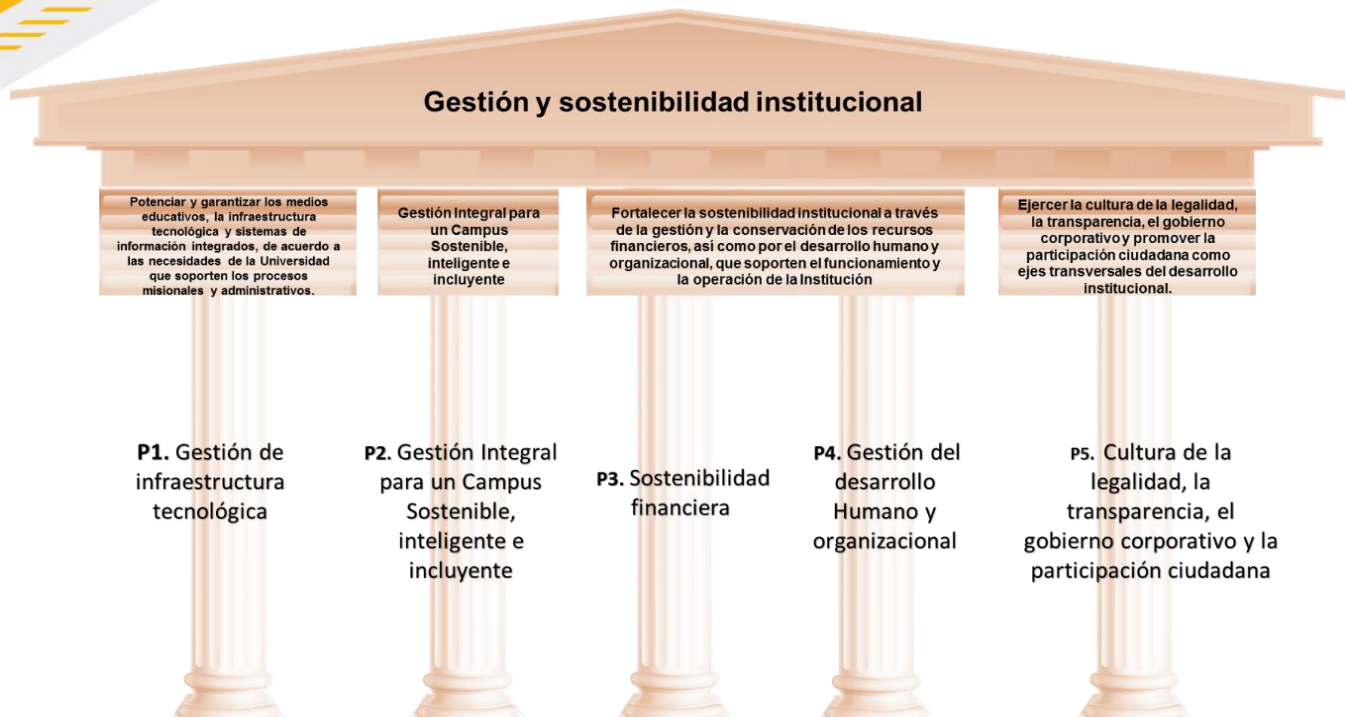 Gestión y sostenibilidad institucional
Potenciar y garantizar los medios
educativos, la infraestructura
tecnológica y sistemas de
información integrados, de acuerdo a
las necesidades de la Universidad
que soporten los procesos
misionales y administrativos.
Gestión Integral para
un Campus
Sostenible,
inteligente e
incluyente
Fortalecer la sostenibilidad institucional a través
de la gestión y la conservación de los recursos
financieros, así como por el desarrollo humano y
organizacional, que soporten el funcionamiento y
la operación de la Institución
Ejercer la cultura de la legalidad,
la transparencia, el gobierno
corporativo y promover la
participación ciudadana como
ejes transversales del desarrollo
institucional.
P1. Gestión de
infraestructura
tecnológica
P2. Gestión Integral
para un Campus
Sostenible,
inteligente e
incluyente
P3. Sostenibilidad
financiera
P4. Gestión del
desarrollo
Humano y
organizacional
P5. Cultura de la
legalidad, la
transparencia, el
gobierno corporativo y la
participación ciudadana